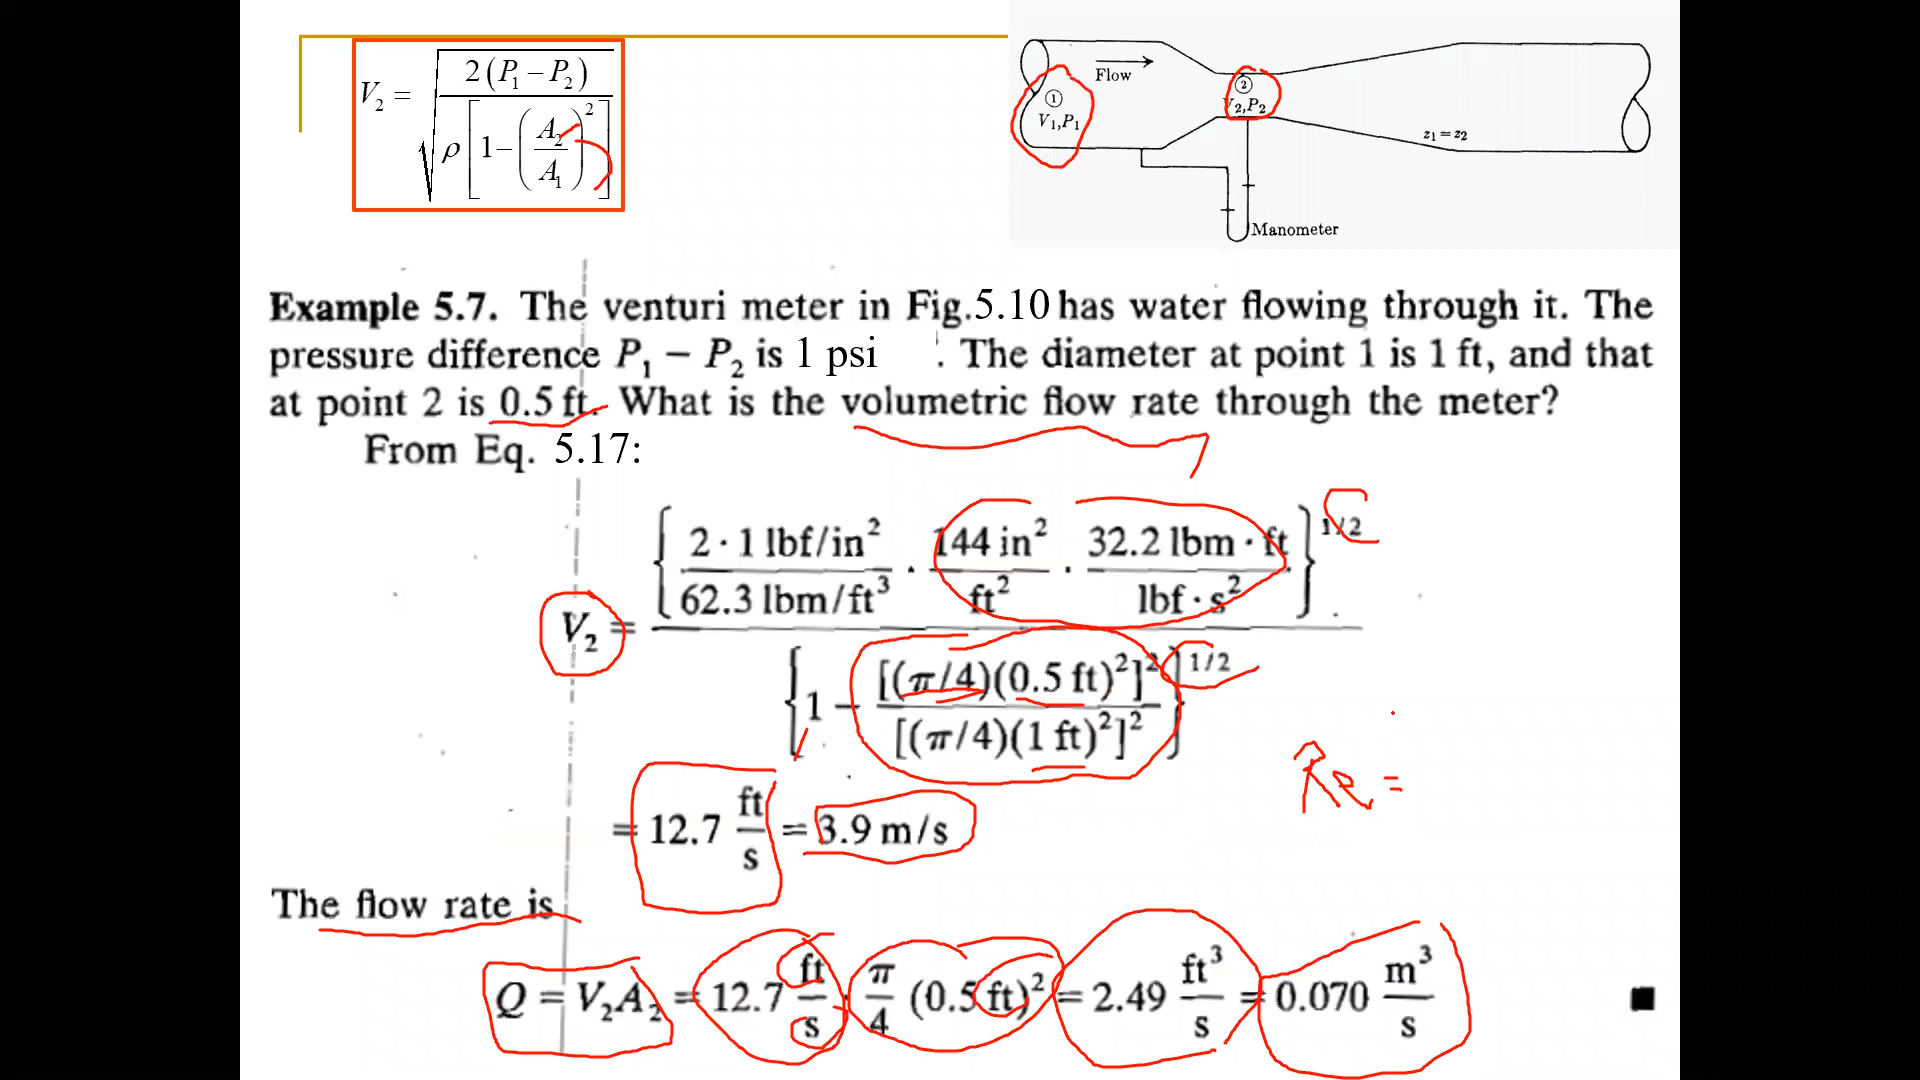 V₂ = √(2(P₁ − P₂) / ρ[1 − (A₂/A₁)²])
Flow
① V₁,P₁
② V₂,P₂
z₁ = z₂
Manometer
Example 5.7. The venturi meter in Fig.5.10 has water flowing through it. The
pressure difference P₁ − P₂ is 1 psi . The diameter at point 1 is 1 ft, and that
at point 2 is 0.5 ft. What is the volumetric flow rate through the meter?
From Eq. 5.17:
V₂ = {2 · 1 lbf/in² / 62.3 lbm/ft³ · 144 in² / ft² · 32.2 lbm · ft / lbf · s²}^1/2 / {1 − [(π/4)(0.5 ft)²]² / [(π/4)(1 ft)²]²}^1/2
Re =
= 12.7 ft/s = 3.9 m/s
The flow rate is
Q = V₂A₂ = 12.7 ft/s · π/4 (0.5 ft)² = 2.49 ft³/s = 0.070 m³/s ■